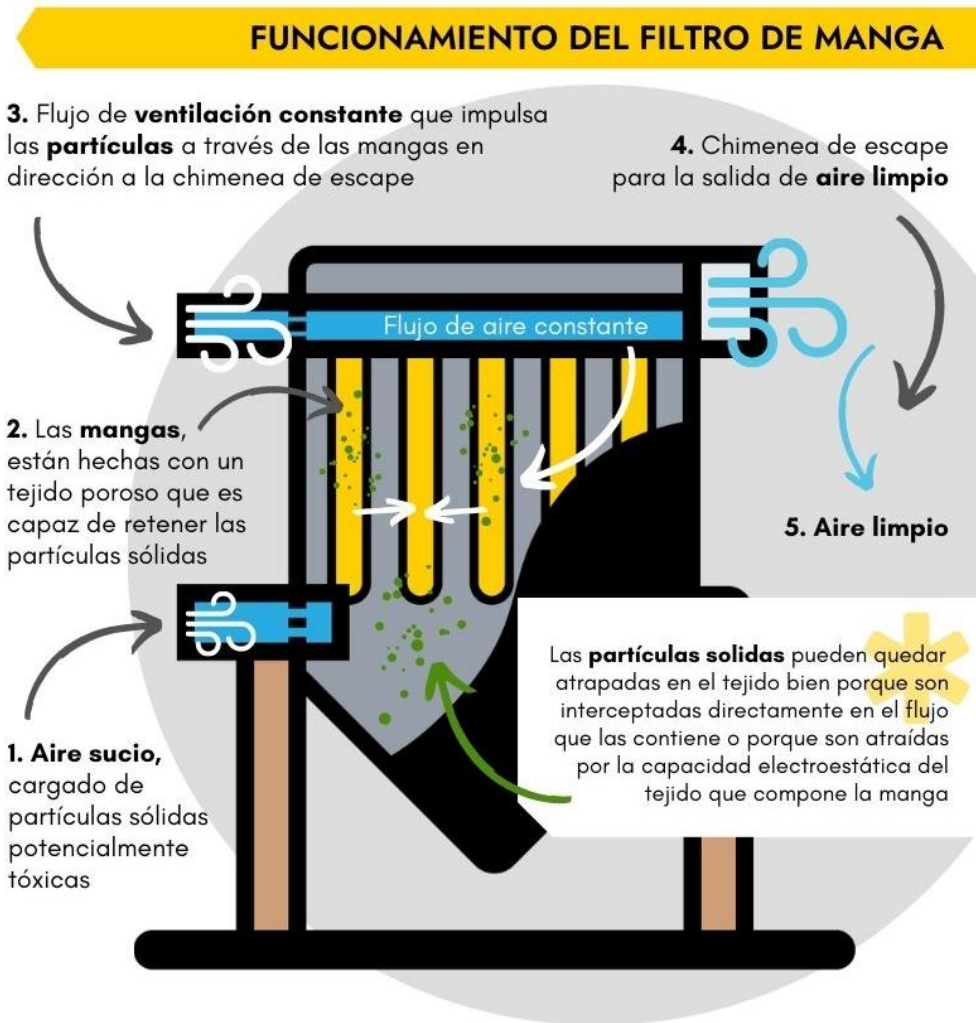 FUNCIONAMIENTO DEL FILTRO DE MANGA
3. Flujo de ventilación constante que impulsa
las partículas a través de las mangas en
dirección a la chimenea de escape
4. Chimenea de escape
para la salida de aire limpio
Flujo de aire constante
2. Las mangas,
están hechas con un
tejido poroso que es
capaz de retener las
partículas sólidas
5. Aire limpio
1. Aire sucio,
cargado de
partículas sólidas
potencialmente
tóxicas
Las partículas solidas pueden quedar
atrapadas en el tejido bien porque son
interceptadas directamente en el flujo
que las contiene o porque son atraídas
por la capacidad electroestática del
tejido que compone la manga